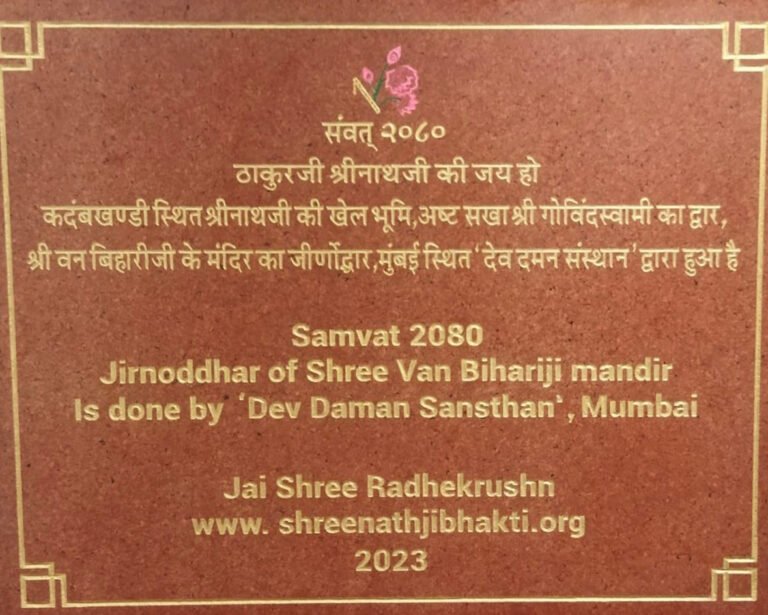 संवत् २०८०
ठाकुरजी श्रीनाथजी की जय हो
कदंबखण्डी स्थित श्रीनाथजी की खेल भूमि,अष्ट सखा श्री गोविंदस्वामी का द्वार,
श्री वन बिहारीजी के मंदिर का जीर्णोद्धार,मुंबई स्थित ‘देव दमन संस्थान’ द्वारा हुआ है
Samvat 2080
Jirnoddhar of Shree Van Bihariji mandir
Is done by ‘Dev Daman Sansthan‘, Mumbai
Jai Shree Radhekrushn
www. shreenathjibhakti.org
2023